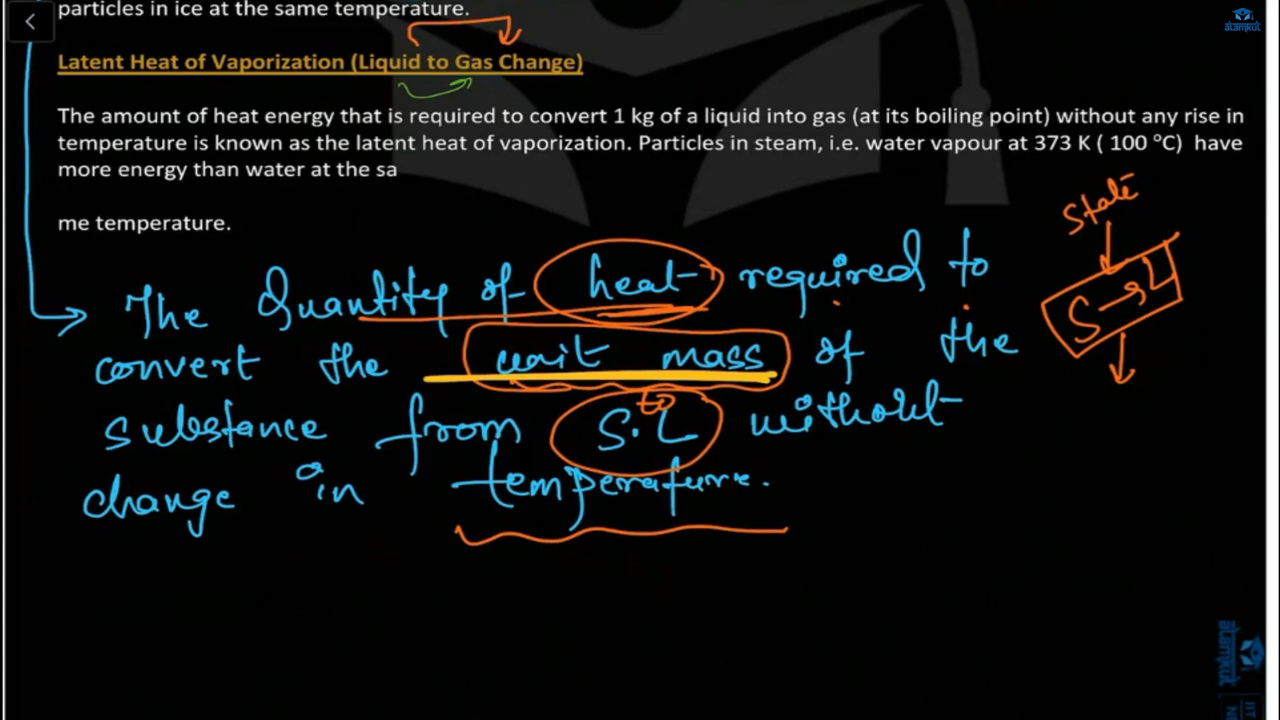 particles in ice at the same temperature.
atamkul
Latent Heat of Vaporization (Liquid to Gas Change)
The amount of heat energy that is required to convert 1 kg of a liquid into gas (at its boiling point) without any rise in
temperature is known as the latent heat of vaporization. Particles in steam, i.e. water vapour at 373 K ( 100 °C) have
more energy than water at the sa
me temperature.
State
S→L
The Quantity of heat required to
convert the unit mass of the
substance from S to L without
change in temperature.
atamkul
IIT